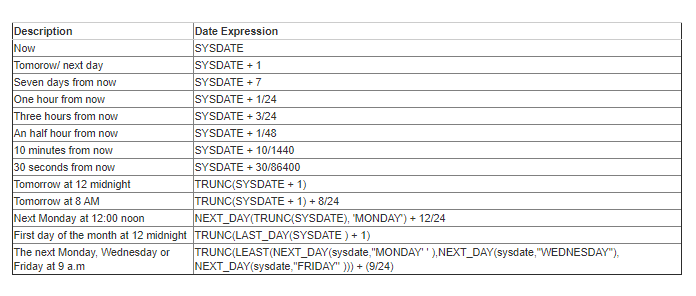 Description Date Expression
Now SYSDATE
Tomorow/ next day SYSDATE + 1
Seven days from now SYSDATE + 7
One hour from now SYSDATE + 1/24
Three hours from now SYSDATE + 3/24
An half hour from now SYSDATE + 1/48
10 minutes from now SYSDATE + 10/1440
30 seconds from now SYSDATE + 30/86400
Tomorrow at 12 midnight TRUNC(SYSDATE + 1)
Tomorrow at 8 AM TRUNC(SYSDATE + 1) + 8/24
Next Monday at 12:00 noon NEXT_DAY(TRUNC(SYSDATE), 'MONDAY') + 12/24
First day of the month at 12 midnight TRUNC(LAST_DAY(SYSDATE ) + 1)
The next Monday, Wednesday or TRUNC(LEAST(NEXT_DAY(sysdate,"MONDAY' ' ),NEXT_DAY(sysdate,"WEDNESDAY"),
Friday at 9 a.m NEXT_DAY(sysdate,"FRIDAY" ))) + (9/24)